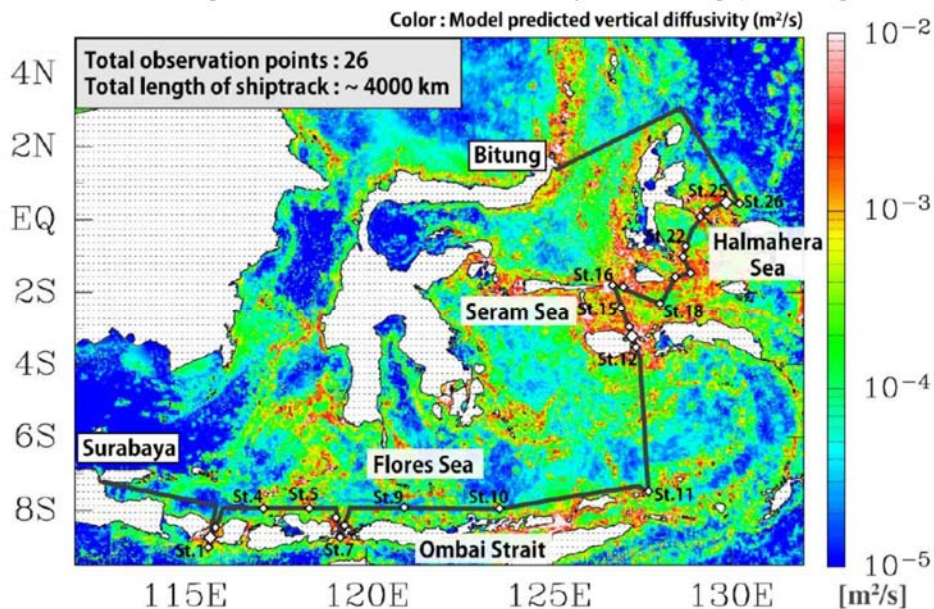 Color : Model predicted vertical diffusivity (m²/s)
Total observation points : 26
Total length of shiptrack : ~ 4000 km
4N
2N
EQ
2S
4S
6S
8S
Bitung
St.25
St.26
St.22
Halmahera
Sea
St.16
St.15
Seram Sea
St.18
St.12
Surabaya
Flores Sea
St.4
St.5
St.9
St.10
St.11
St.1
St.7
Ombai Strait
115E
120E
125E
130E
10⁻²
10⁻³
10⁻⁴
10⁻⁵
[m²/s]